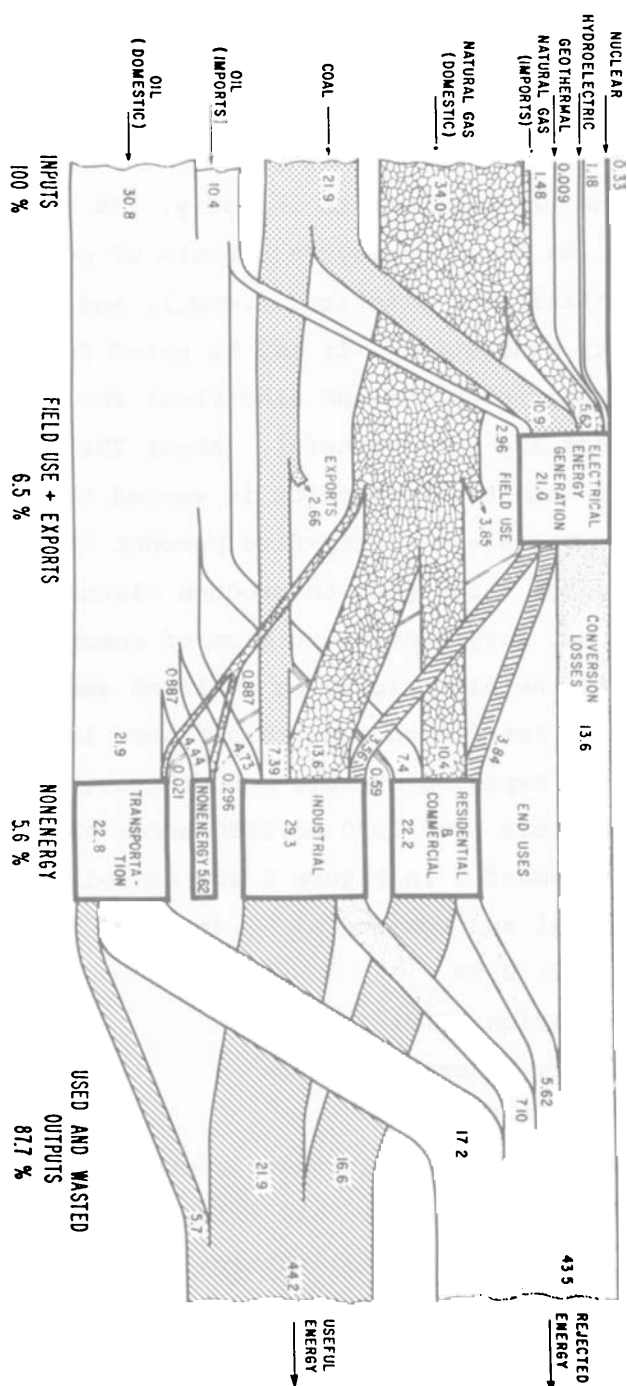 NUCLEAR
HYDROELECTRIC
GEOTHERMAL
NATURAL GAS
(IMPORTS)
NATURAL GAS
(DOMESTIC)
COAL
OIL
(IMPORTS)
OIL
(DOMESTIC)
0.33
1.18
0.009
1.48
34.0
21.9
10.4
30.8
INPUTS
100 %
5.62
10.9
2.96
ELECTRICAL
ENERGY
GENERATION
21.0
FIELD USE
3.85
EXPORTS
2.66
FIELD USE + EXPORTS
6.5 %
CONVERSION
LOSSES
13.6
3.84
10.4
7.4
0.59
13.6
7.39
4.73
0.887
0.296
4.44
0.021
0.887
21.9
END USES
RESIDENTIAL
&
COMMERCIAL
22.2
INDUSTRIAL
29.3
NONENERGY 5.62
TRANSPORTA-
TION
22.8
NONENERGY
5.6 %
5.62
7.10
17.2
16.6
21.9
5.7
44.2
43.5
USED AND WASTED
OUTPUTS
87.7 %
REJECTED
ENERGY
USEFUL
ENERGY